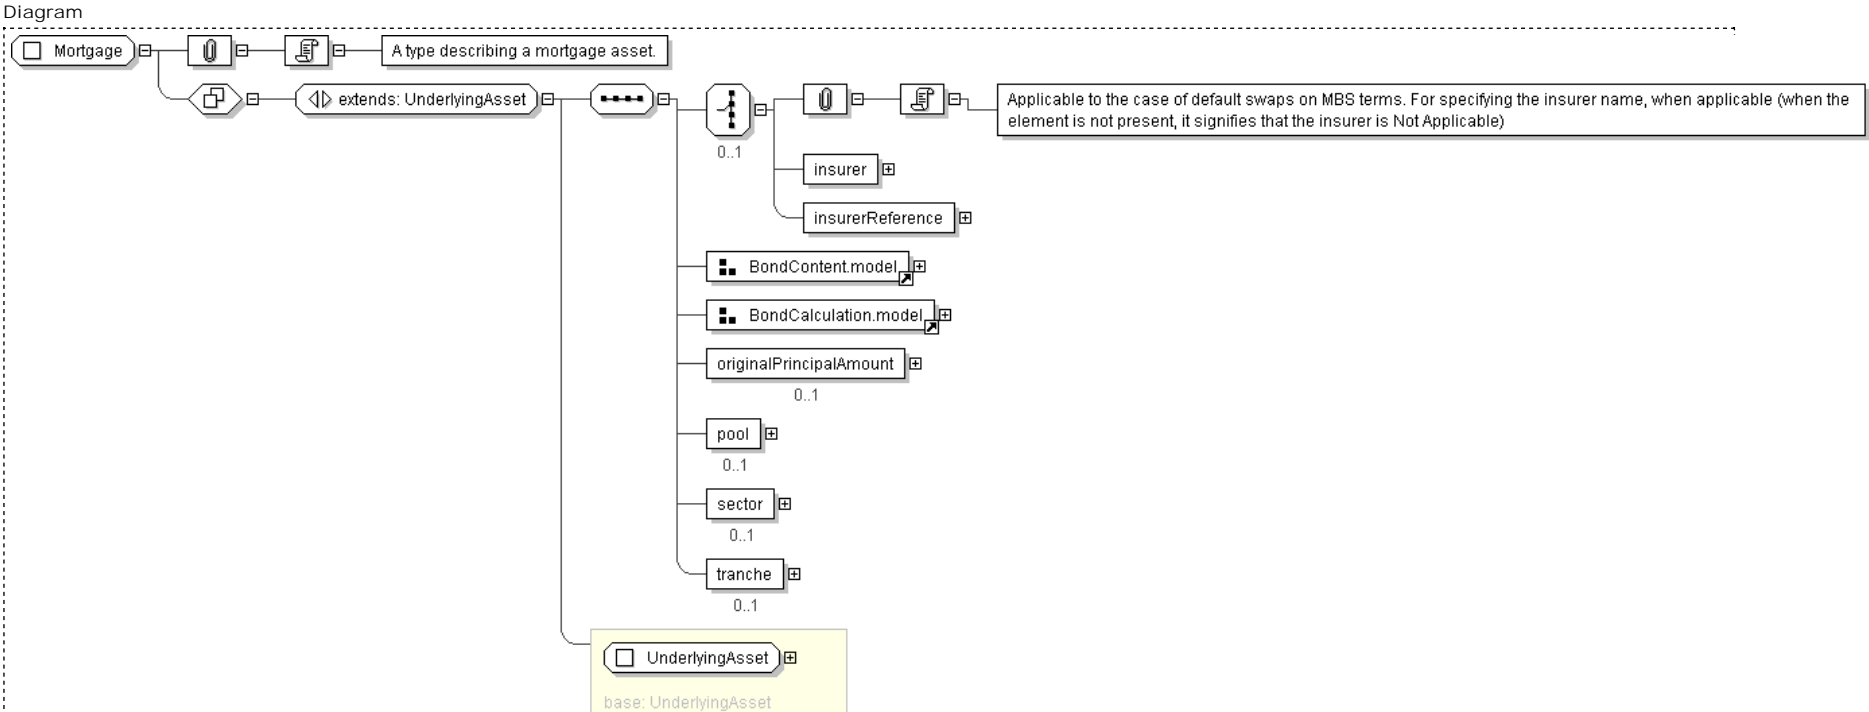 Diagram
Mortgage
A type describing a mortgage asset.
extends: UnderlyingAsset
Applicable to the case of default swaps on MBS terms. For specifying the insurer name, when applicable (when the
element is not present, it signifies that the insurer is Not Applicable)
0..1
insurer
insurerReference
BondContent.model
BondCalculation.model
originalPrincipalAmount
0..1
pool
0..1
sector
0..1
tranche
0..1
UnderlyingAsset
base: UnderlyingAsset